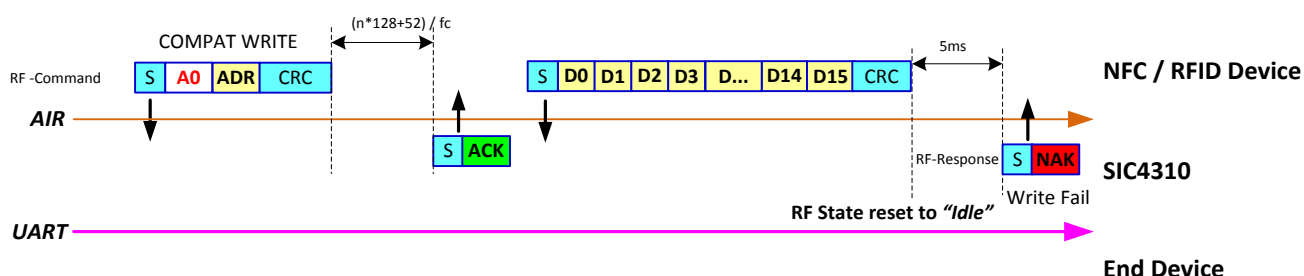 (n*128+52) / fc
COMPAT WRITE
5ms
RF -Command
S A0 ADR CRC
S D0 D1 D2 D3 D... D14 D15 CRC
NFC / RFID Device
AIR
S ACK
RF-Response
S NAK
SIC4310
Write Fail
RF State reset to “Idle”
UART
End Device